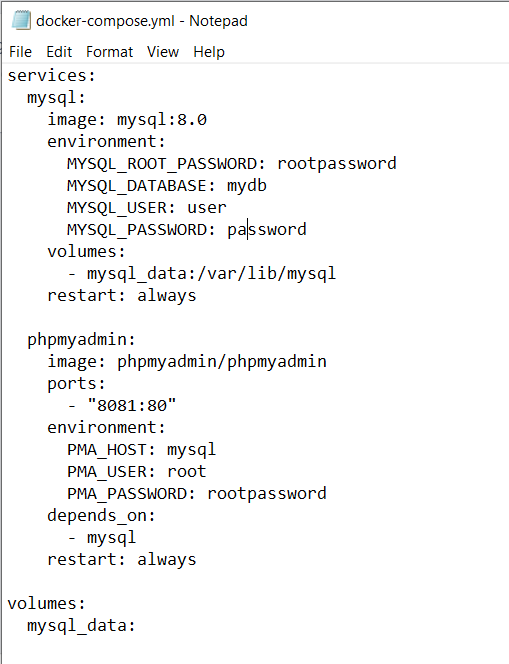 docker-compose.yml - Notepad
File Edit Format View Help
services:
  mysql:
    image: mysql:8.0
    environment:
      MYSQL_ROOT_PASSWORD: rootpassword
      MYSQL_DATABASE: mydb
      MYSQL_USER: user
      MYSQL_PASSWORD: password
    volumes:
      - mysql_data:/var/lib/mysql
    restart: always

  phpmyadmin:
    image: phpmyadmin/phpmyadmin
    ports:
      - "8081:80"
    environment:
      PMA_HOST: mysql
      PMA_USER: root
      PMA_PASSWORD: rootpassword
    depends_on:
      - mysql
    restart: always

volumes:
  mysql_data: